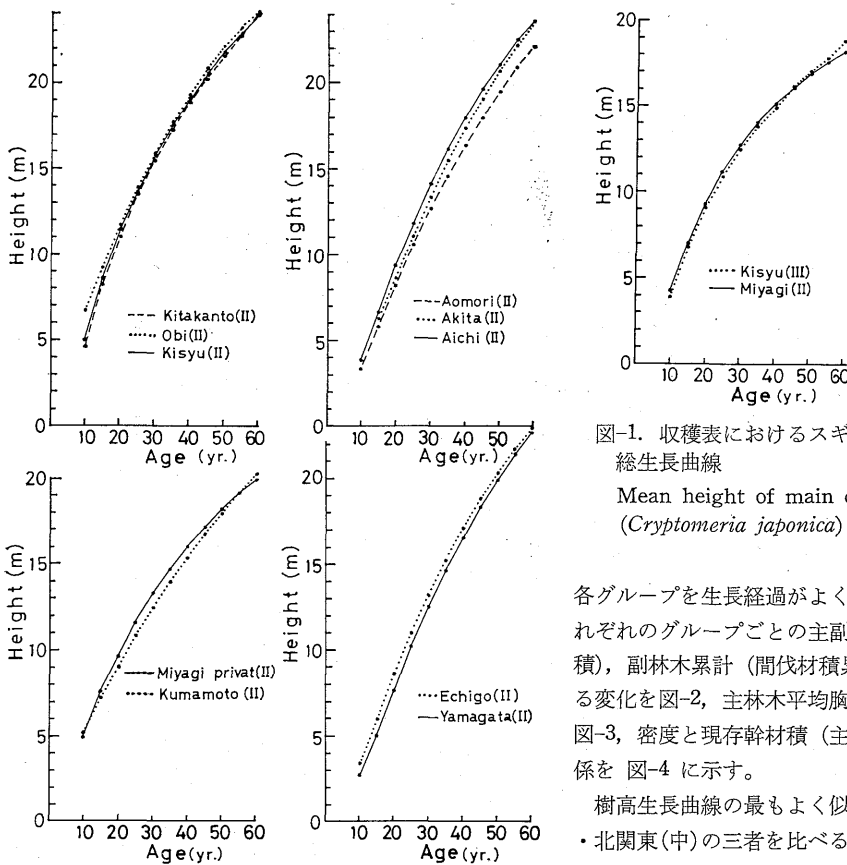 20
15
10
5
0
Height (m)
10 20 30 40 50 60
Age (yr.)
Kitakanto(II)
Obi(II)
Kisyu(II)
20
15
10
5
0
Height (m)
10 20 30 40 50 60
Age(yr.)
Aomori(II)
Akita(II)
Aichi(II)
20
15
10
5
0
Height (m)
10 20 30 40 50 60
Age(yr.)
Kisyu(III)
Miyagi(II)
20
15
10
5
0
Height (m)
10 20 30 40 50 60
Age(yr.)
Miyagi privat(II)
Kumamoto(II)
20
15
10
5
0
Height (m)
10 20 30 40 50 60
Age(yr.)
Echigo(II)
Yamagata(II)
図-1. 収穫表におけるスギ
総生長曲線
Mean height of main
(Cryptomeria japonica)
各グループを生長経過がよく
れぞれのグループごとの主副
積), 副林木累計 (間伐材積累
る変化を図-2, 主林木平均胸
図-3, 密度と現存幹材積 (主
係を 図-4 に示す。
樹高生長曲線の最もよく似
・北関東(中)の三者を比べる